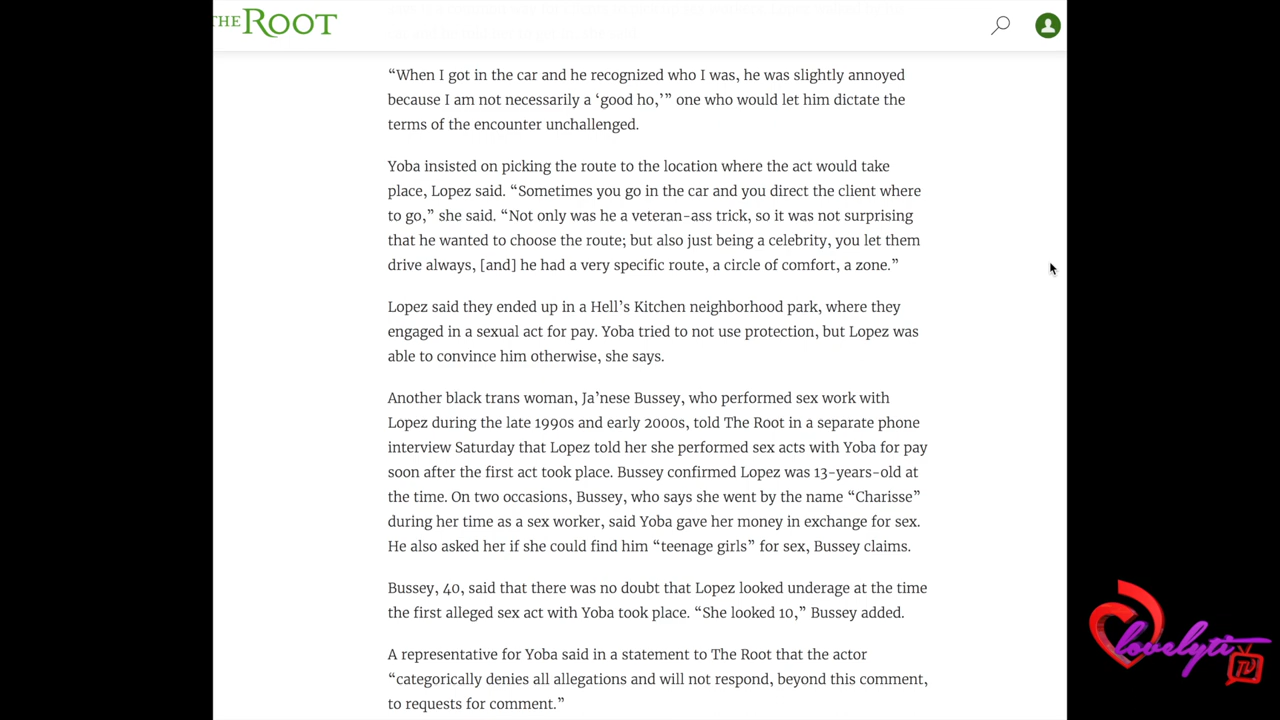 THE ROOT
“When I got in the car and he recognized who I was, he was slightly annoyed
because I am not necessarily a ‘good ho,’” one who would let him dictate the
terms of the encounter unchallenged.
Yoba insisted on picking the route to the location where the act would take
place, Lopez said. “Sometimes you go in the car and you direct the client where
to go,” she said. “Not only was he a veteran-ass trick, so it was not surprising
that he wanted to choose the route; but also just being a celebrity, you let them
drive always, [and] he had a very specific route, a circle of comfort, a zone.”
Lopez said they ended up in a Hell’s Kitchen neighborhood park, where they
engaged in a sexual act for pay. Yoba tried to not use protection, but Lopez was
able to convince him otherwise, she says.
Another black trans woman, Ja’nese Bussey, who performed sex work with
Lopez during the late 1990s and early 2000s, told The Root in a separate phone
interview Saturday that Lopez told her she performed sex acts with Yoba for pay
soon after the first act took place. Bussey confirmed Lopez was 13-years-old at
the time. On two occasions, Bussey, who says she went by the name “Charisse”
during her time as a sex worker, said Yoba gave her money in exchange for sex.
He also asked her if she could find him “teenage girls” for sex, Bussey claims.
Bussey, 40, said that there was no doubt that Lopez looked underage at the time
the first alleged sex act with Yoba took place. “She looked 10,” Bussey added.
A representative for Yoba said in a statement to The Root that the actor
“categorically denies all allegations and will not respond, beyond this comment,
to requests for comment.”
lovelyti
TV